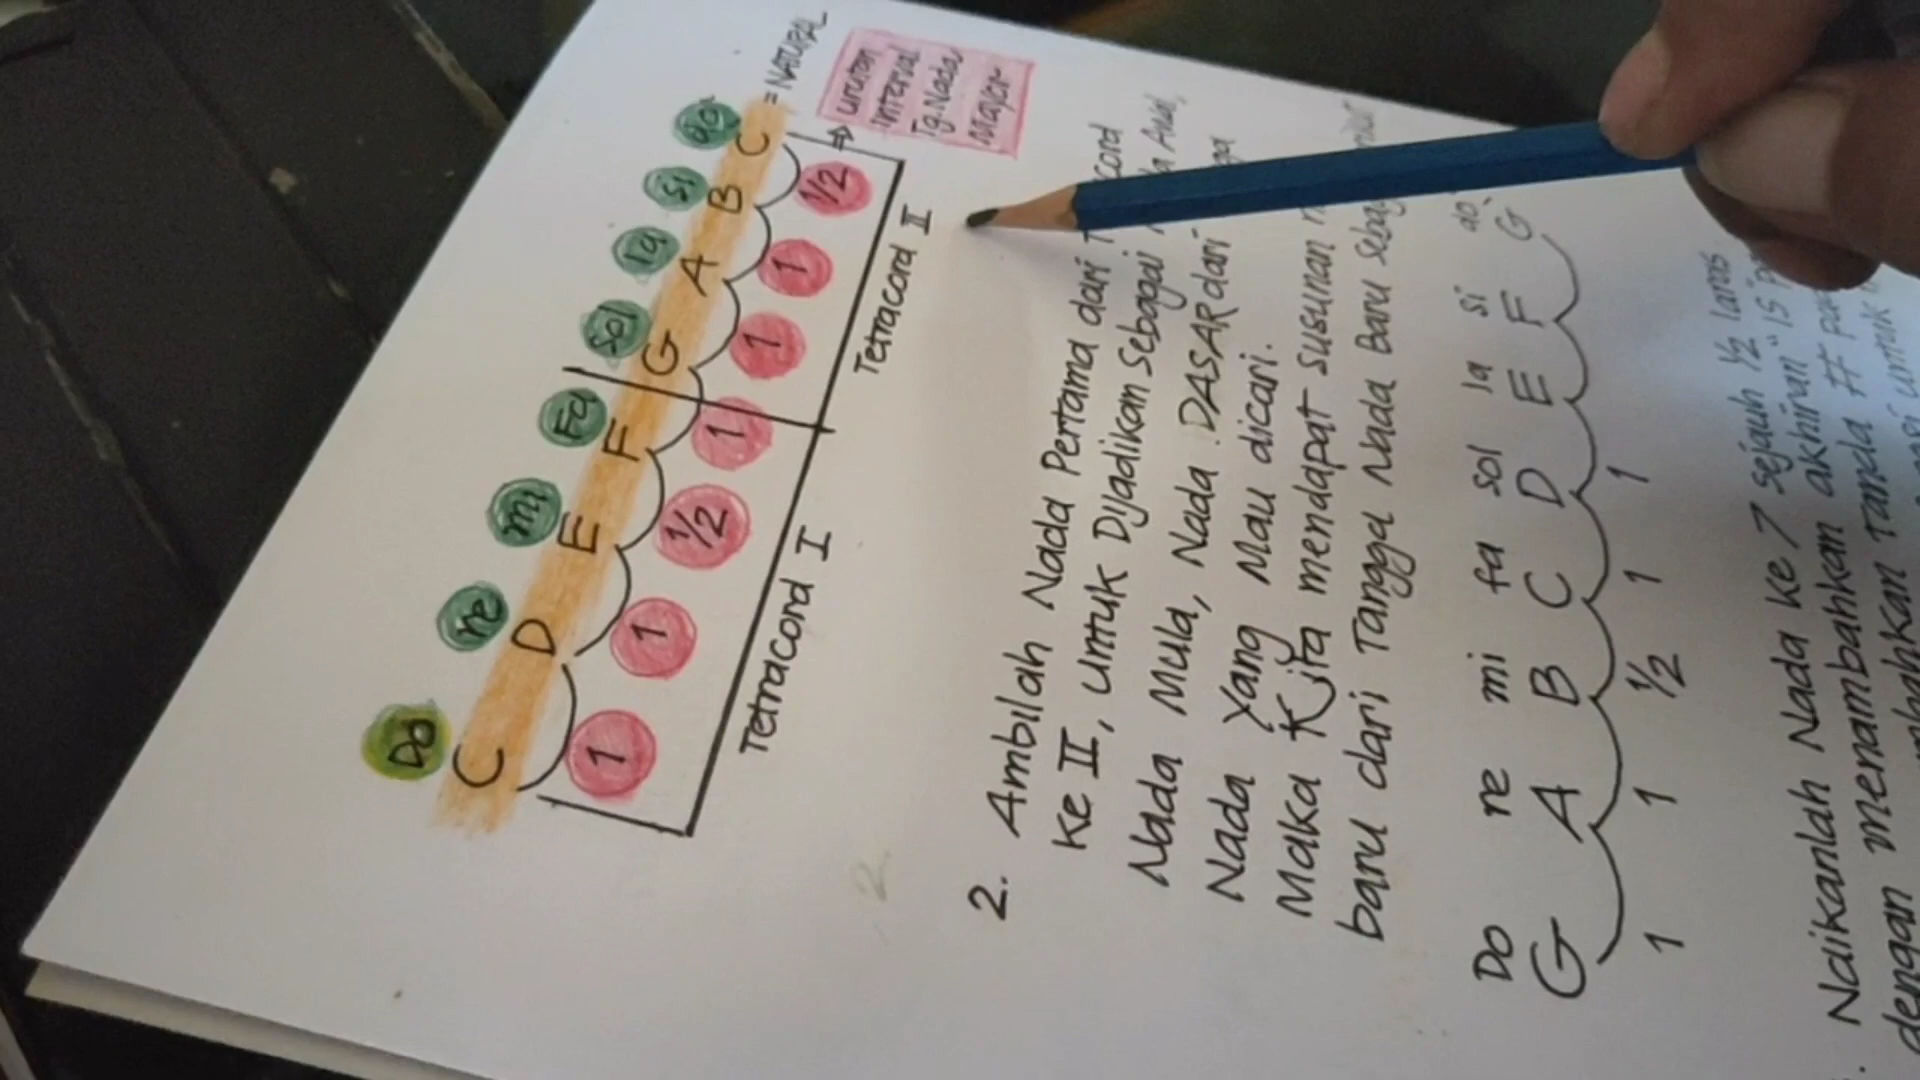 Do re mi Fa sol la si do
C D E F G A B C = NATURAL
1 1 1/2 1 1 1 1/2
urutan
interval
Tg. Nada
Mayor
Tetracord I Tetracord II
2. Ambilah Nada Pertama dari
Ke II, untuk Dijadikan sebagai
Nada Mula, Nada DASAR dari
Nada Yang Mau dicari.
Maka Kita mendapat susunan
baru dari Tangga Nada Baru
Do re mi fa sol la si do
G A B C D E F G
1 1 1/2 1 1
Naikanlah Nada Ke 7 sejauh 1/2 laras
dengan menambahkan akhiran "is"
Tanda #
untuk